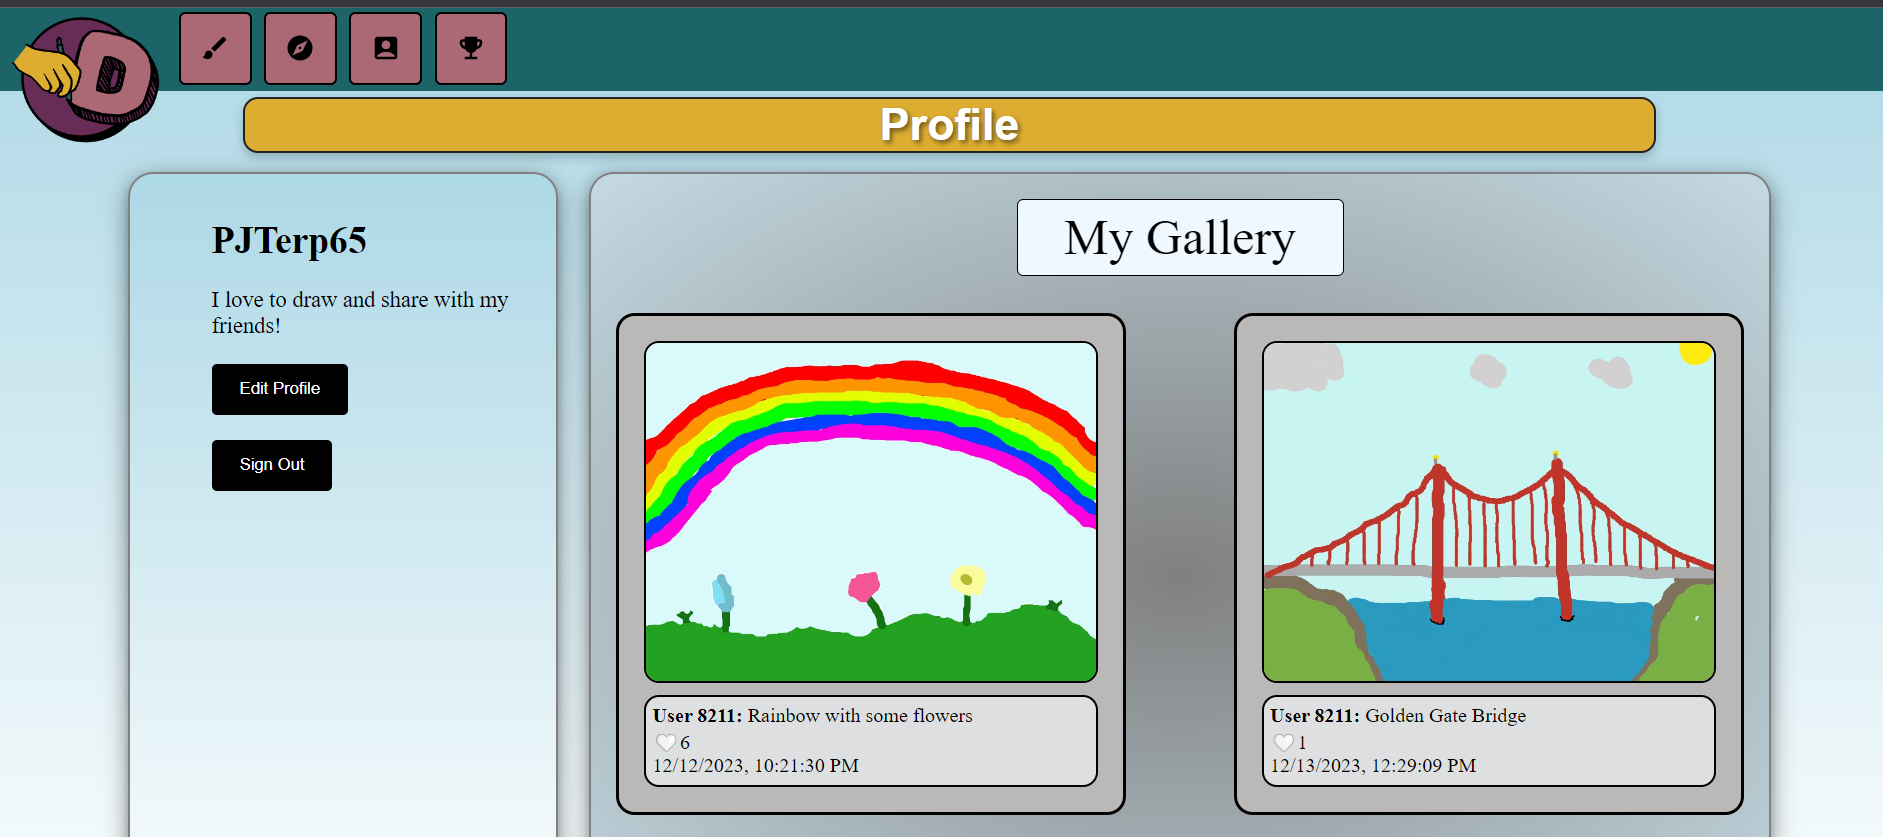 D
Profile
PJTerp65
I love to draw and share with my
friends!
Edit Profile
Sign Out
My Gallery
User 8211: Rainbow with some flowers
6
12/12/2023, 10:21:30 PM
User 8211: Golden Gate Bridge
1
12/13/2023, 12:29:09 PM